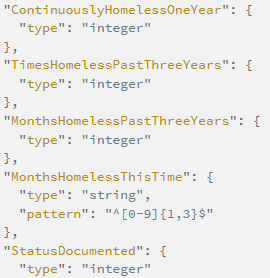 "ContinuouslyHomelessOneYear": {
"type": "integer"
},
"TimesHomelessPastThreeYears": {
"type": "integer"
},
"MonthsHomelessPastThreeYears": {
"type": "integer"
},
"MonthsHomelessThisTime": {
"type": "string",
"pattern": "^[0-9]{1,3}$"
},
"StatusDocumented": {
"type": "integer"